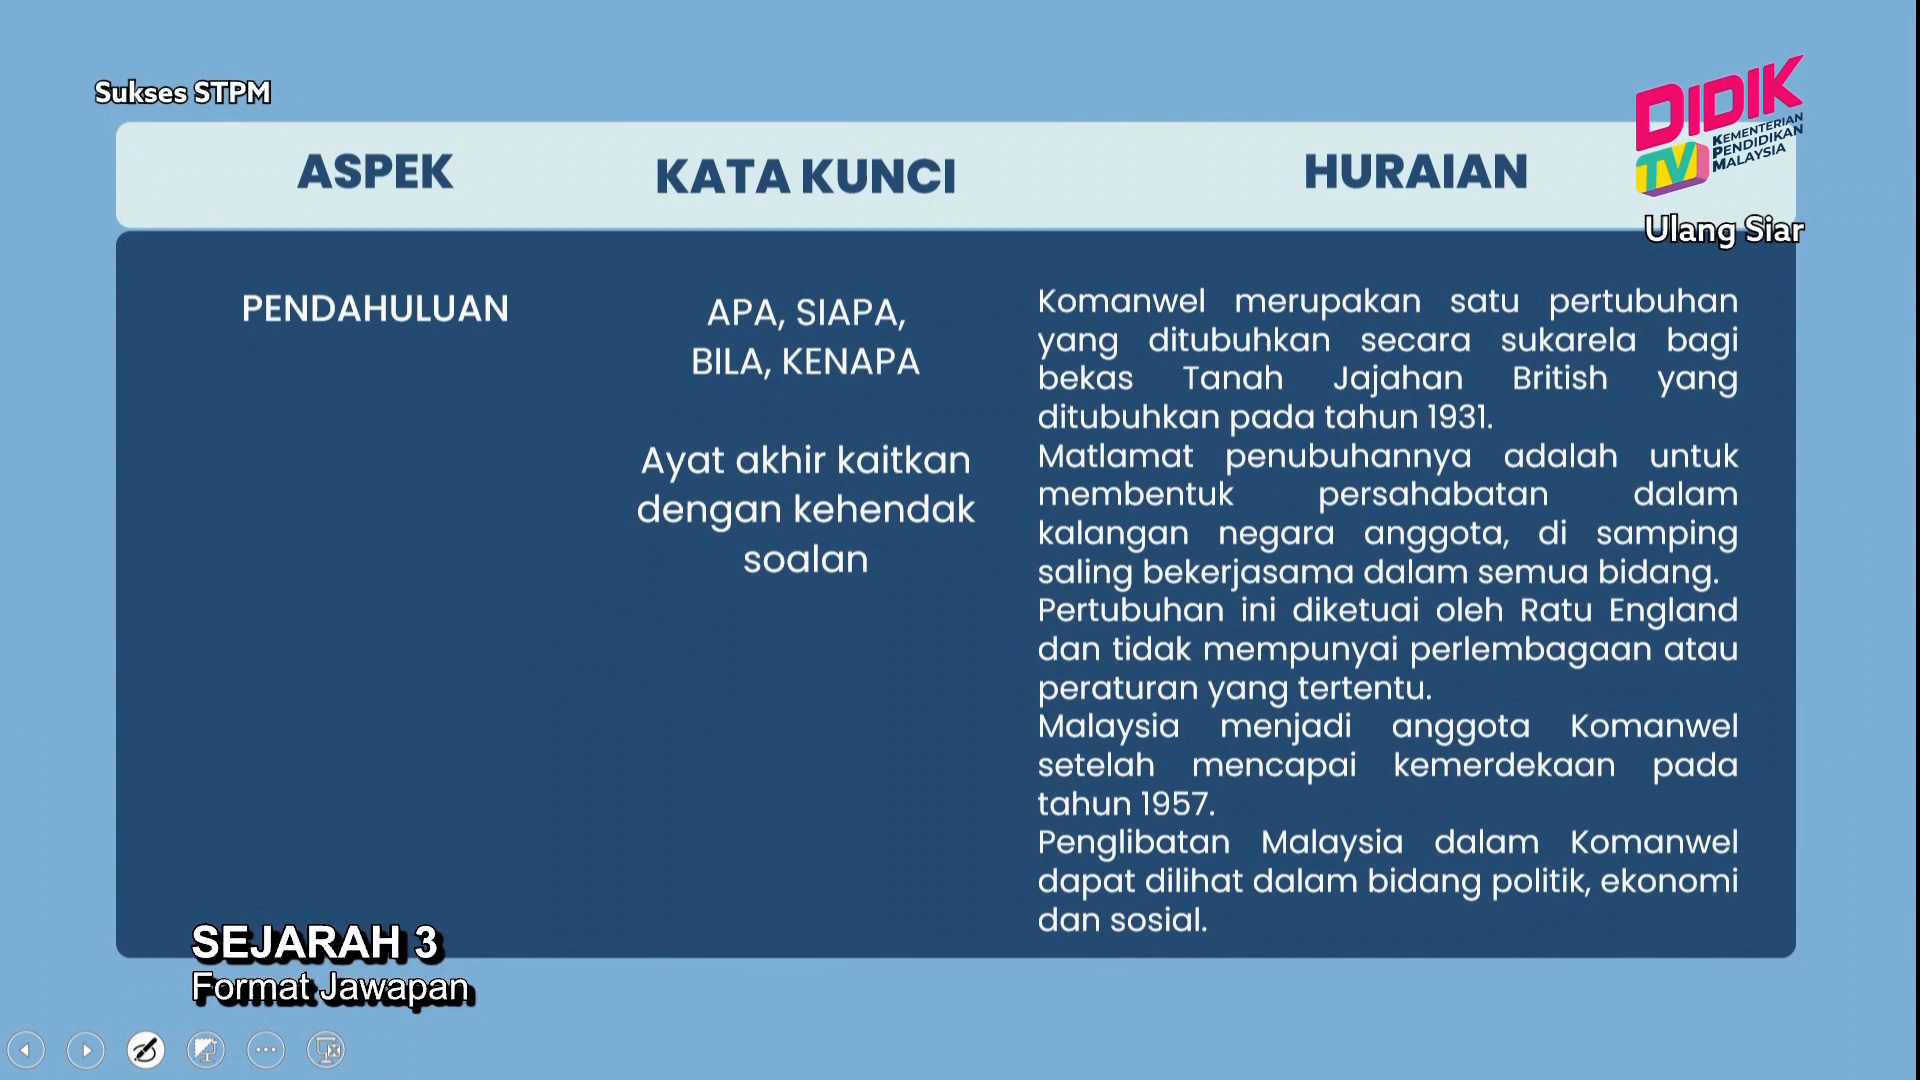 Sukses STPM
DIDIK
TV
KEMENTERIAN
PENDIDIKAN
MALAYSIA
Ulang Siar
ASPEK
KATA KUNCI
HURAIAN
PENDAHULUAN
APA, SIAPA,
BILA, KENAPA
Ayat akhir kaitkan
dengan kehendak
soalan
Komanwel merupakan satu pertubuhan
yang ditubuhkan secara sukarela bagi
bekas Tanah Jajahan British yang
ditubuhkan pada tahun 1931.
Matlamat penubuhannya adalah untuk
membentuk persahabatan dalam
kalangan negara anggota, di samping
saling bekerjasama dalam semua bidang.
Pertubuhan ini diketuai oleh Ratu England
dan tidak mempunyai perlembagaan atau
peraturan yang tertentu.
Malaysia menjadi anggota Komanwel
setelah mencapai kemerdekaan pada
tahun 1957.
Penglibatan Malaysia dalam Komanwel
dapat dilihat dalam bidang politik, ekonomi
dan sosial.
SEJARAH 3
Format Jawapan